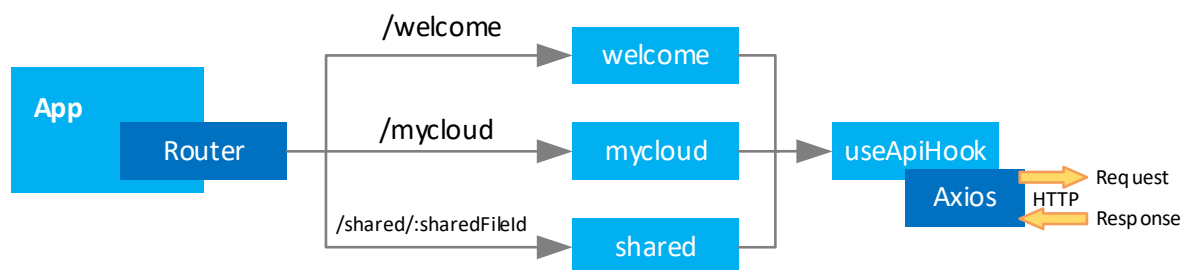 /welcome
welcome
App
Router
/mycloud
mycloud
useApiHook
Axios
Request
HTTP
Response
/shared/:sharedFileId
shared